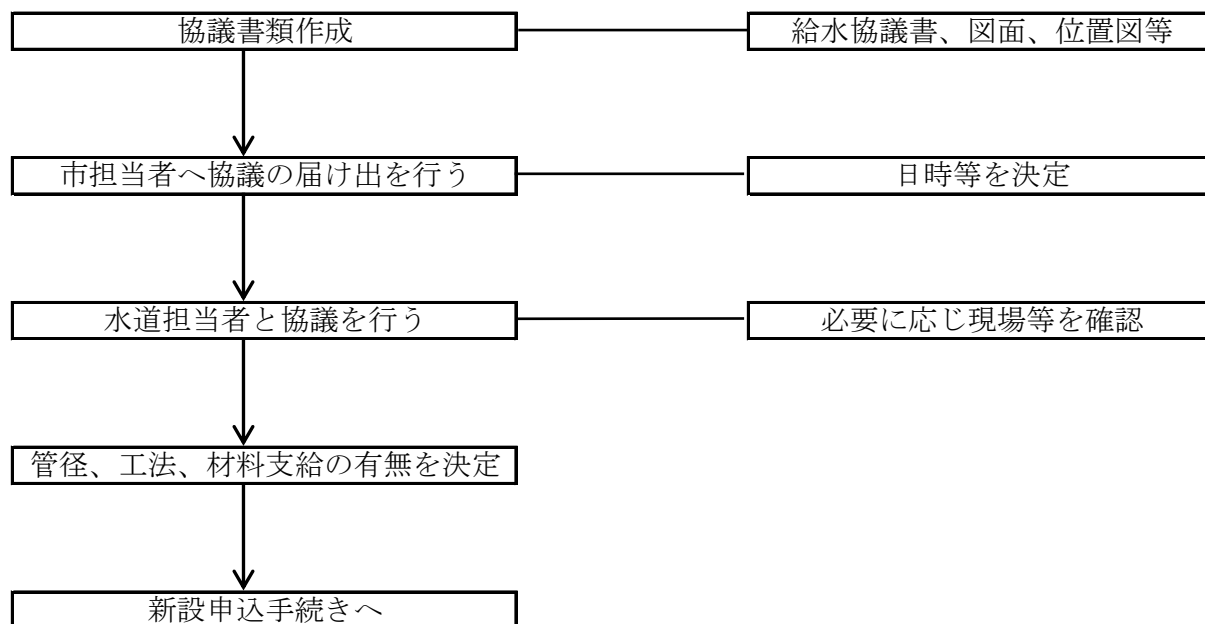 協議書類作成
給水協議書、図面、位置図等
市担当者へ協議の届け出を行う
日時等を決定
水道担当者と協議を行う
必要に応じ現場等を確認
管径、工法、材料支給の有無を決定
新設申込手続きへ